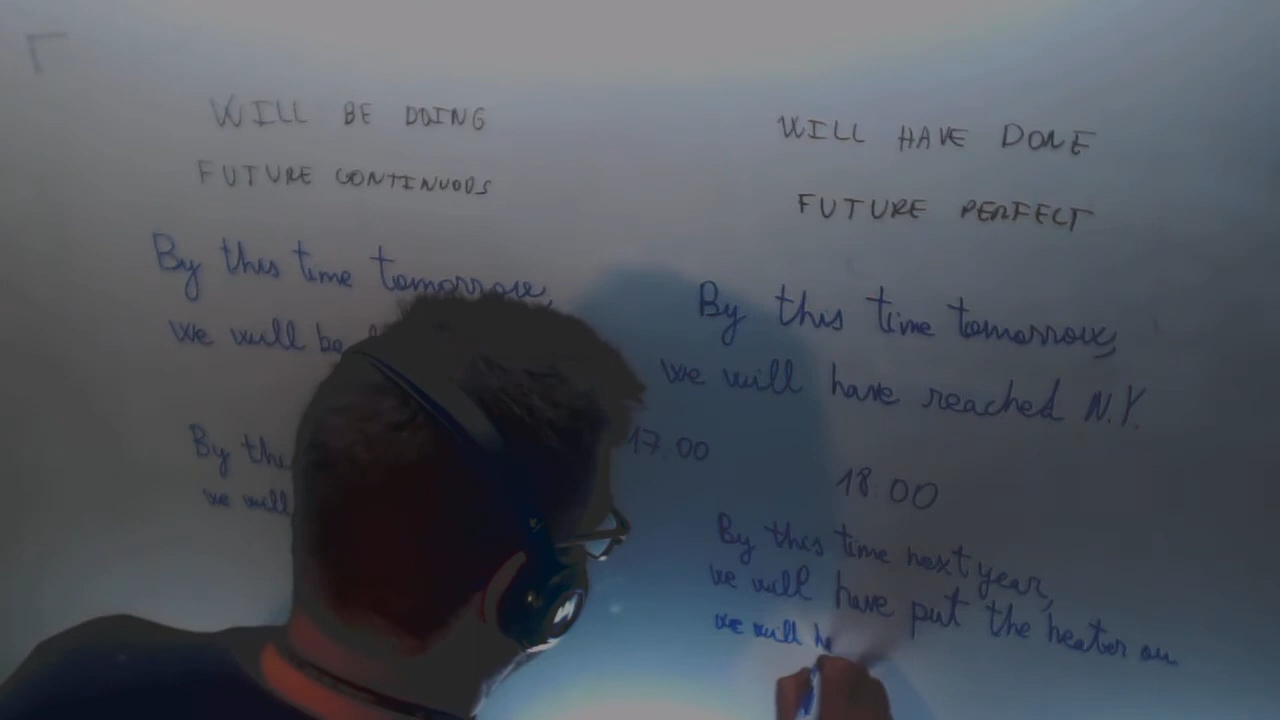 WILL BE DOING
FUTURE CONTINUOUS
By this time tomorrow,
we will be
By the
we will
17.00
WILL HAVE DONE
FUTURE PERFECT
By this time tomorrow,
we will have reached N.Y.
18.00
By this time next year,
we will have put the heater on
we will ha